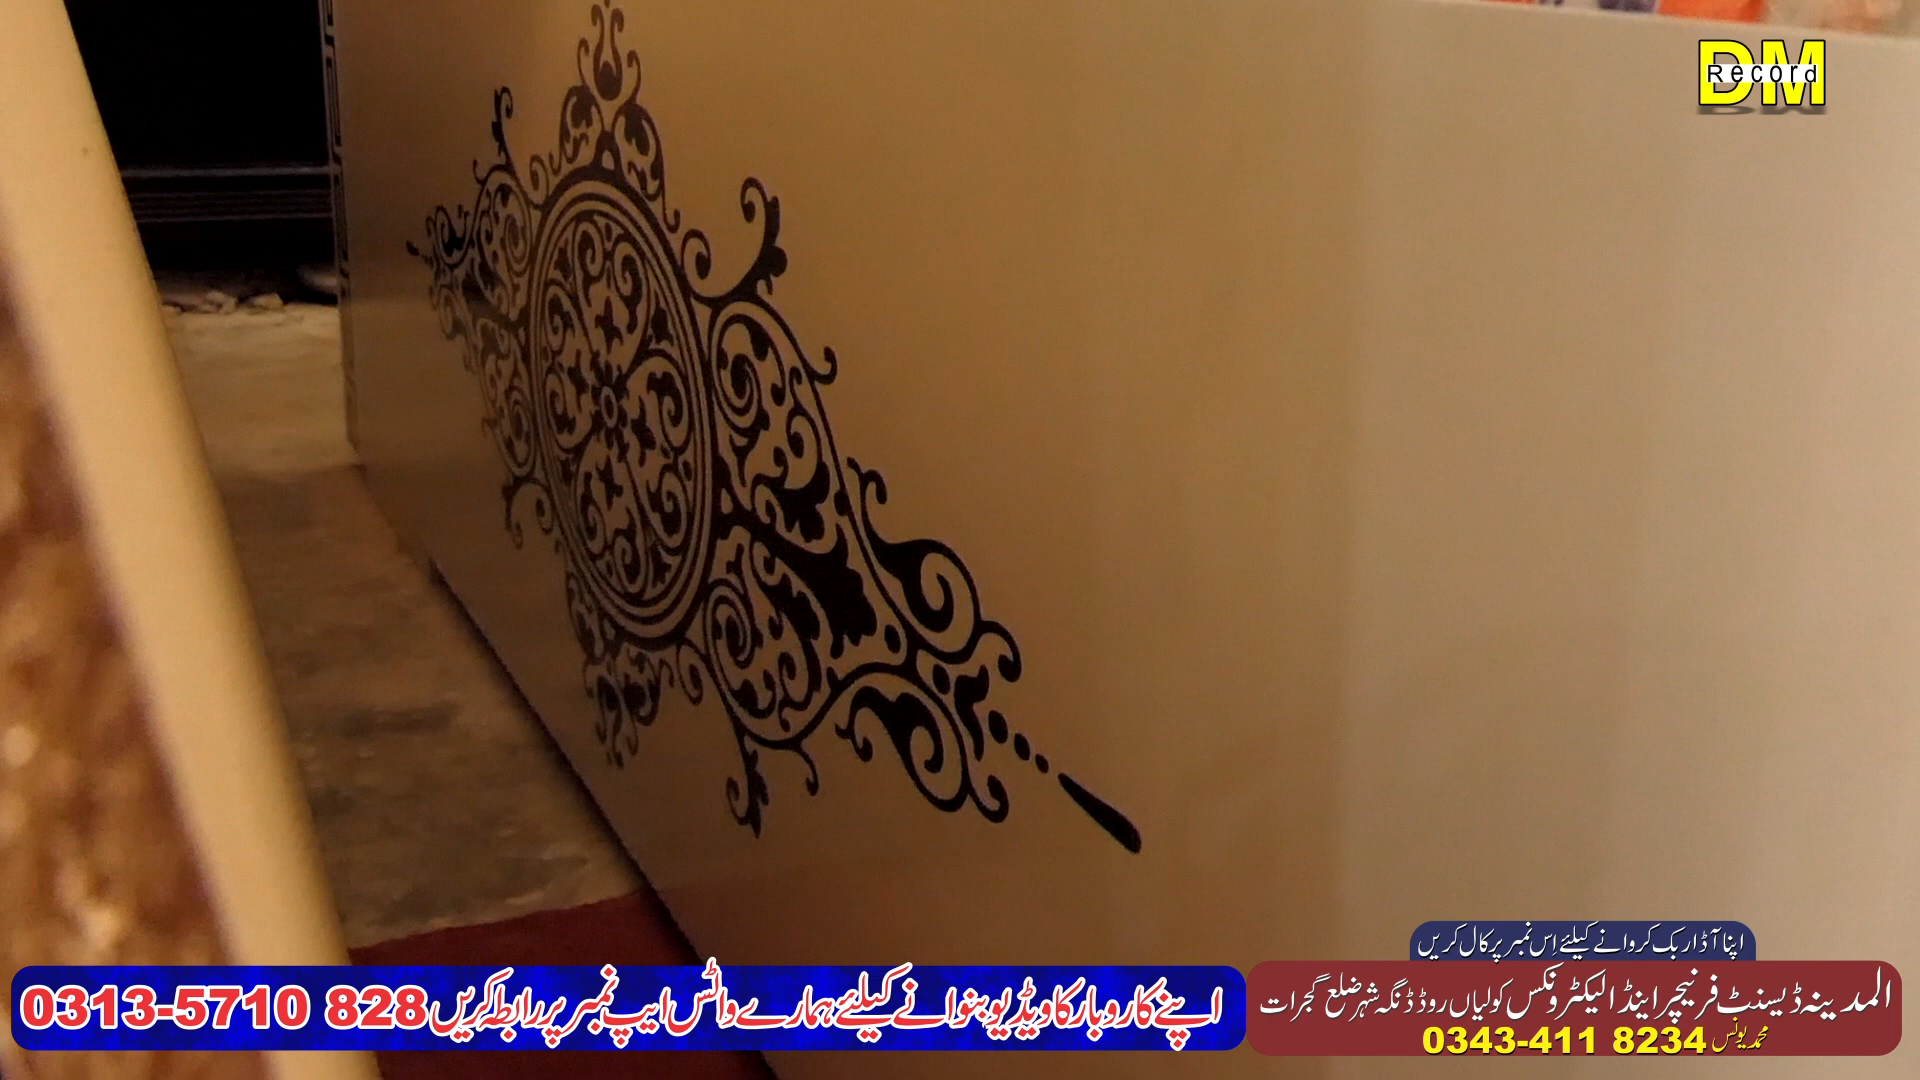 DM
Record
اپنا آڈار بک کروانے کیلئے اِس نمبر پر کال کریں
المدینہ ڈیسنٹ فرنیچر اینڈ الیکٹرونکس کولیاں روڈ ڈنگہ شہر ضلع گجرات
محمد یونس 0343-411 8234
اپنے کاروبار کا ویڈیو بنوانے کیلئے ہمارے واٹس ایپ نمبر پر رابطہ کریں 0313-5710 828